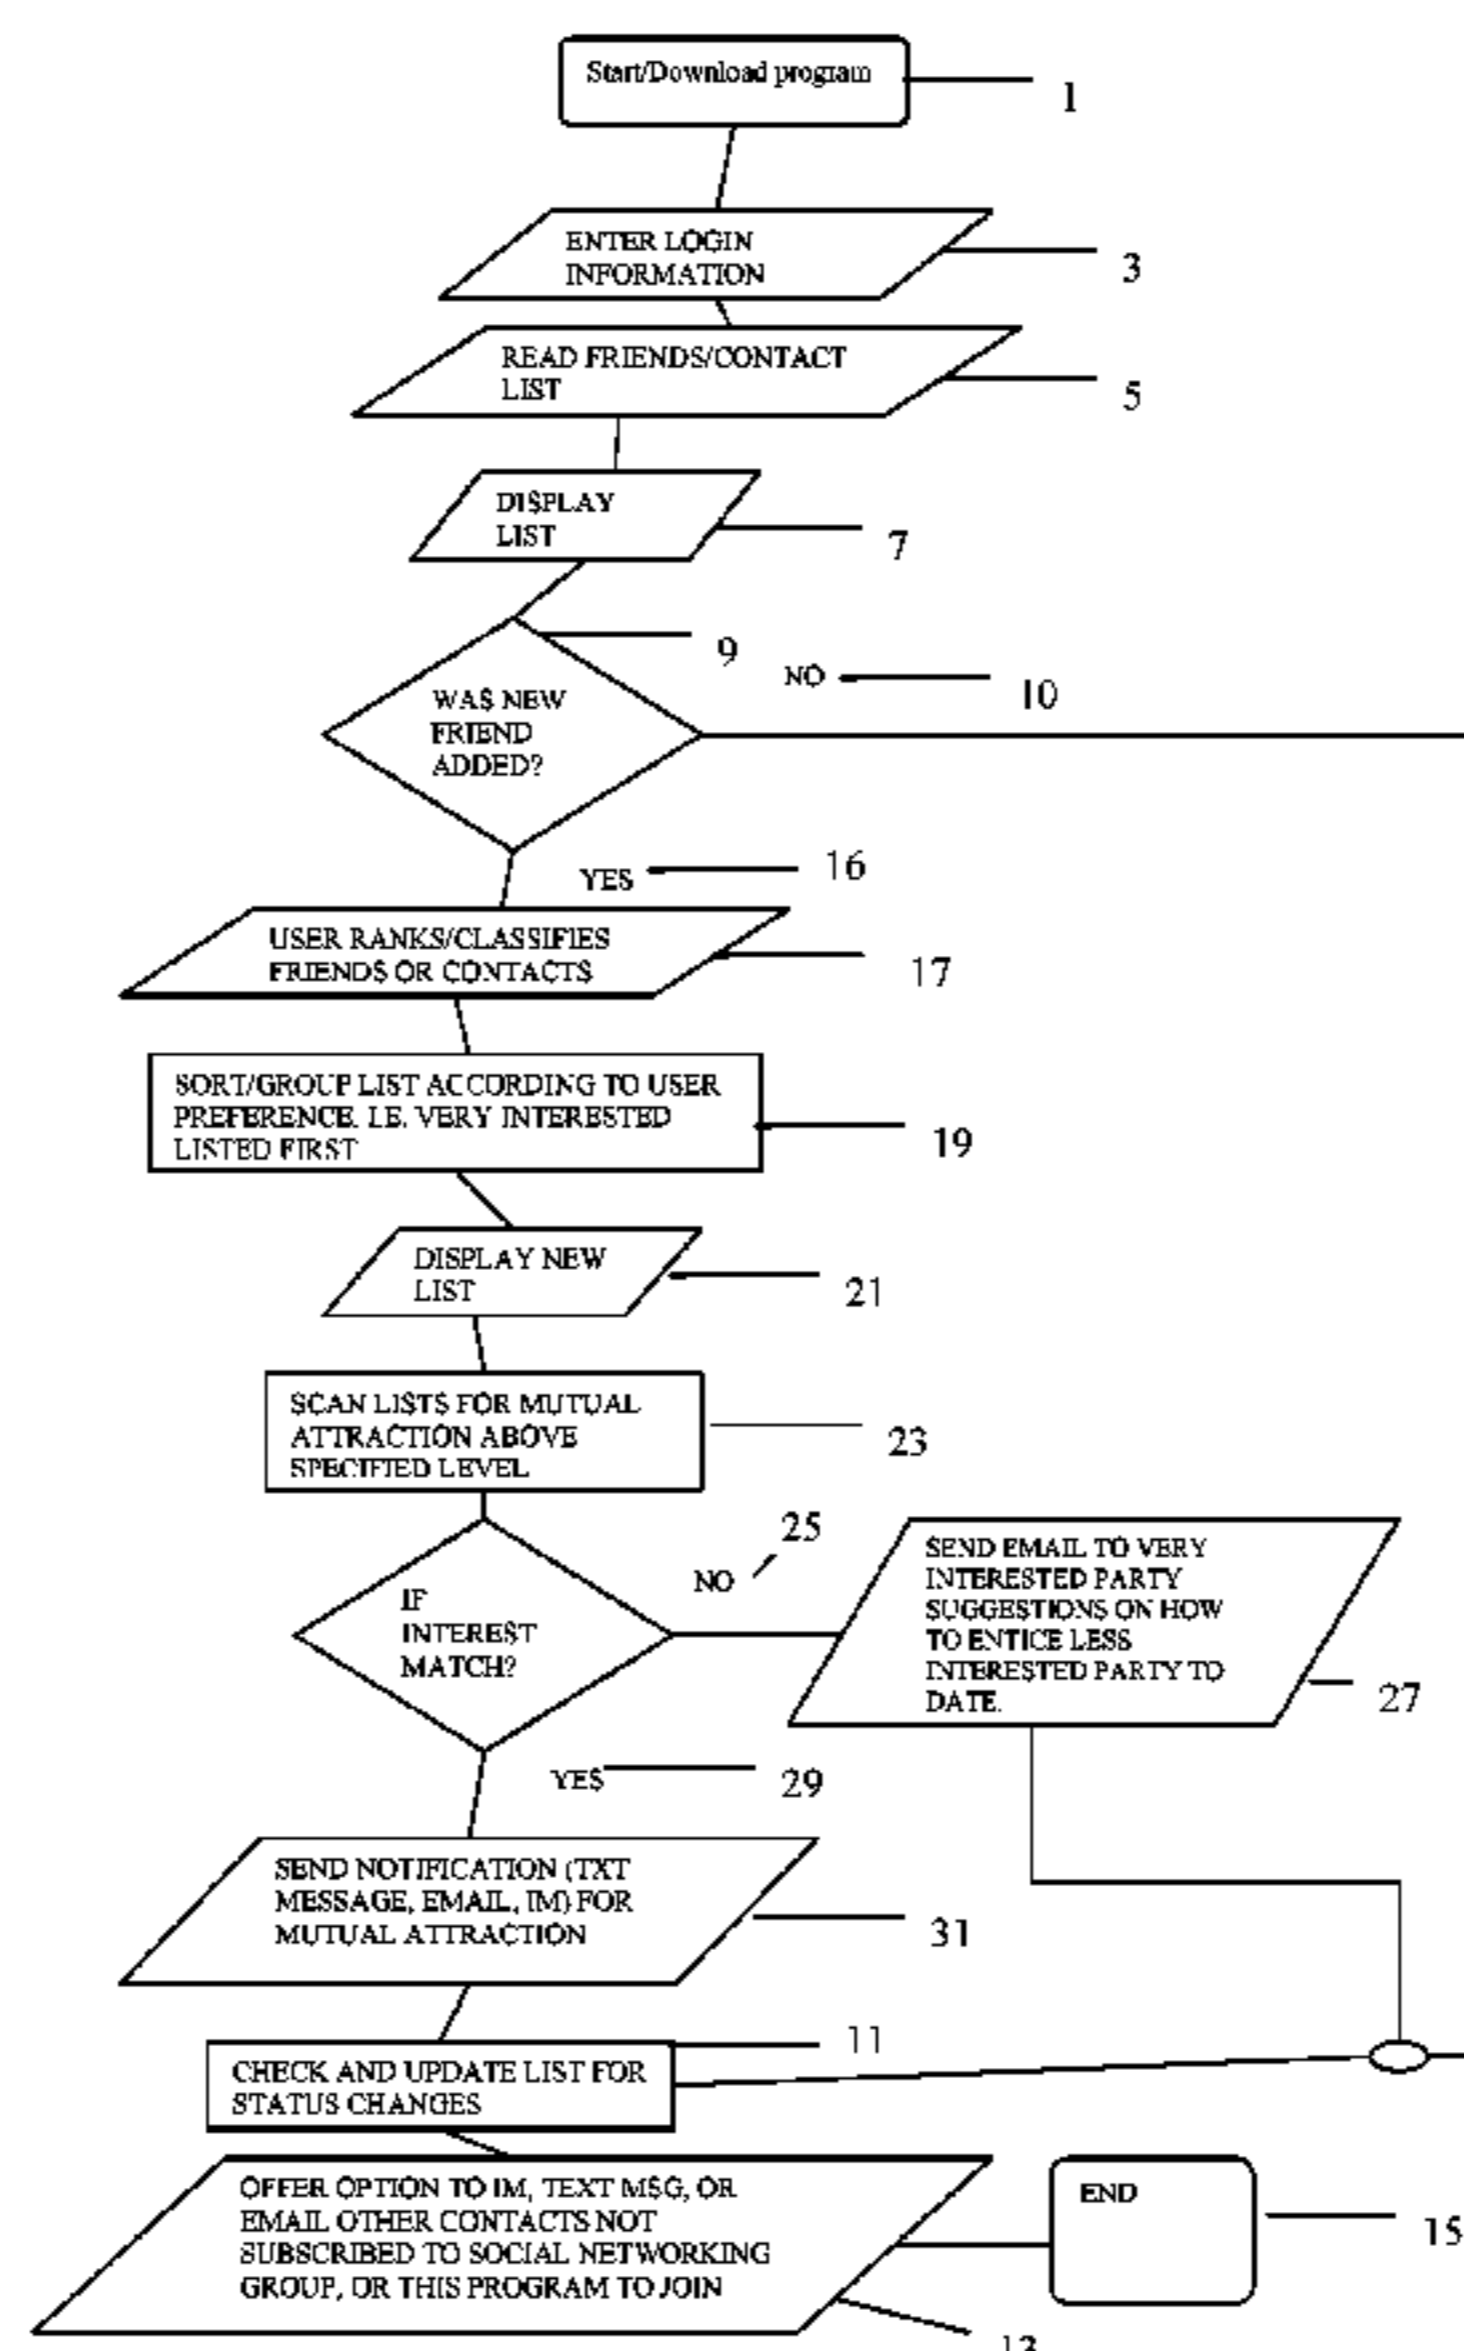 Start/Download program
1
ENTER LOGIN
INFORMATION
3
READ FRIENDS/CONTACT
LIST
5
DISPLAY
LIST
7
9
NO
10
WAS NEW
FRIEND
ADDED?
YES
16
USER RANKS/CLASSIFIES
FRIENDS OR CONTACTS
17
SORT/GROUP LIST ACCORDING TO USER
PREFERENCE. I.E. VERY INTERESTED
LISTED FIRST
19
DISPLAY NEW
LIST
21
SCAN LISTS FOR MUTUAL
ATTRACTION ABOVE
SPECIFIED LEVEL
23
25
NO
IF
INTEREST
MATCH?
SEND EMAIL TO VERY
INTERESTED PARTY
SUGGESTIONS ON HOW
TO ENTICE LESS
INTERESTED PARTY TO
DATE.
27
YES
29
SEND NOTIFICATION (TXT
MESSAGE, EMAIL, IM) FOR
MUTUAL ATTRACTION
31
11
CHECK AND UPDATE LIST FOR
STATUS CHANGES
OFFER OPTION TO IM, TEXT MSG, OR
EMAIL OTHER CONTACTS NOT
SUBSCRIBED TO SOCIAL NETWORKING
GROUP, OR THIS PROGRAM TO JOIN
END
15